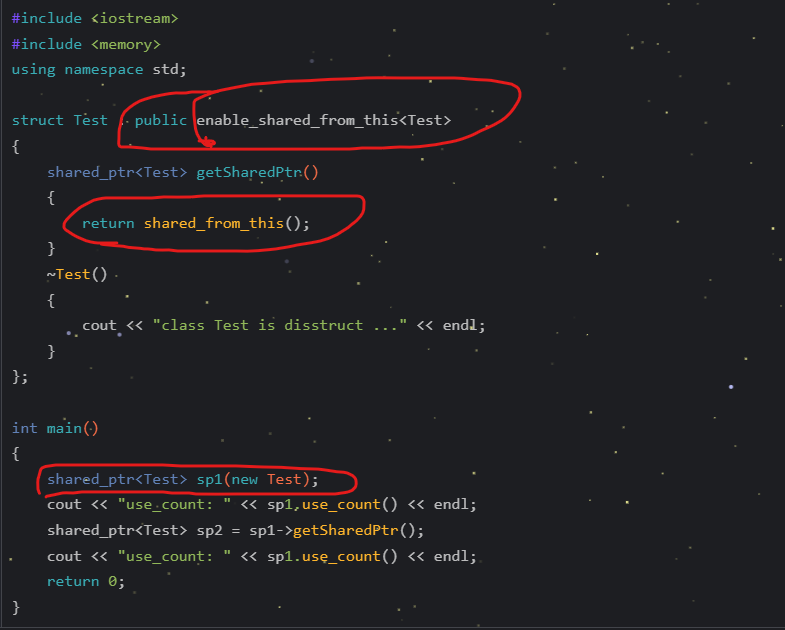 #include <iostream>
#include <memory>
using namespace std;
struct Test : public enable_shared_from_this<Test>
{
shared_ptr<Test> getSharedPtr()
{
return shared_from_this();
}
~Test()
{
cout << "class Test is disstruct ..." << endl;
}
};
int main()
{
shared_ptr<Test> sp1(new Test);
cout << "use_count: " << sp1.use_count() << endl;
shared_ptr<Test> sp2 = sp1->getSharedPtr();
cout << "use_count: " << sp1.use_count() << endl;
return 0;
}